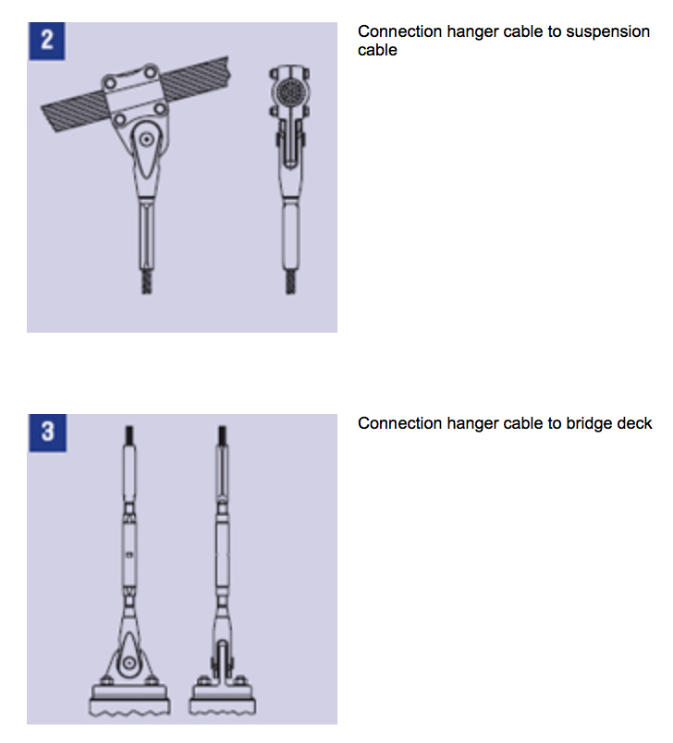 2
Connection hanger cable to suspension
cable
3
Connection hanger cable to bridge deck